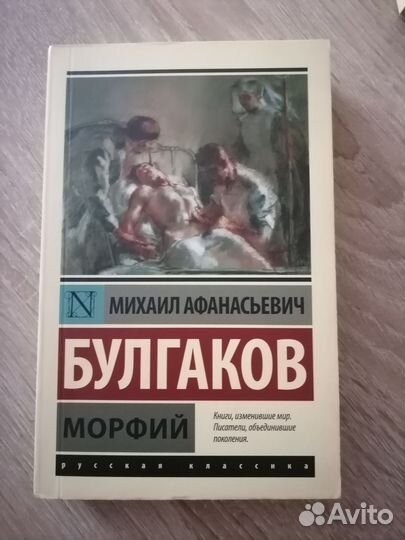 N
МИХАИЛ АФАНАСЬЕВИЧ
БУЛГАКОВ
МОРФИЙ
Книги, изменившие мир.
Писатели, объединившие
поколения.
русская классика
Avito